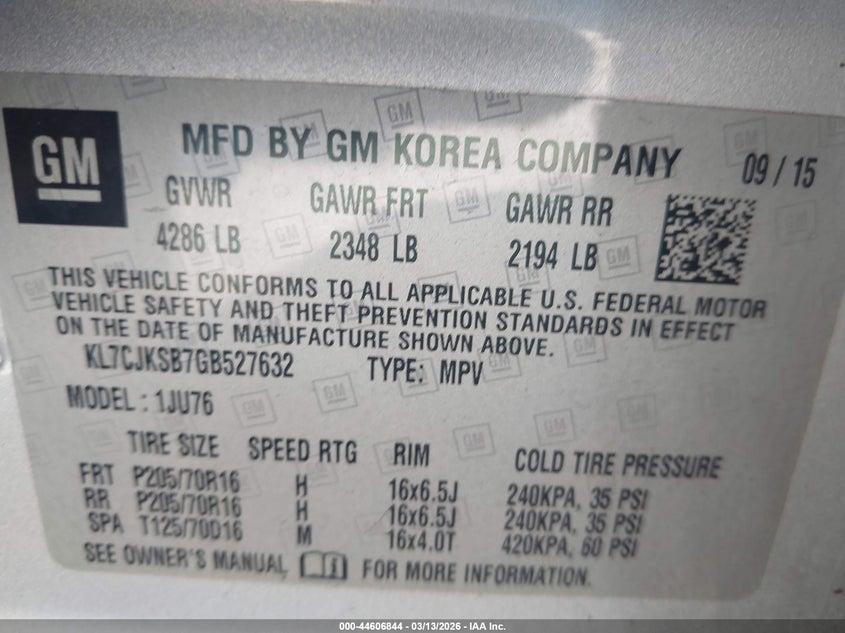 GM
MFD BY GM KOREA COMPANY 09 / 15
GVWR GAWR FRT GAWR RR
4286 LB 2348 LB 2194 LB
THIS VEHICLE CONFORMS TO ALL APPLICABLE U.S. FEDERAL MOTOR
VEHICLE SAFETY AND THEFT PREVENTION STANDARDS IN EFFECT
ON THE DATE OF MANUFACTURE SHOWN ABOVE.
KL7CJKSB7GB527632 TYPE: MPV
MODEL : 1JU76
TIRE SIZE SPEED RTG RIM COLD TIRE PRESSURE
FRT P205/70R16 H 16x6.5J 240KPA, 35 PSI
RR P205/70R16 H 16x6.5J 240KPA, 35 PSI
SPA T125/70D16 M 16x4.0T 420KPA, 60 PSI
SEE OWNER'S MANUAL FOR MORE INFORMATION.
000-44606844 - 03/13/2026 - IAA Inc.